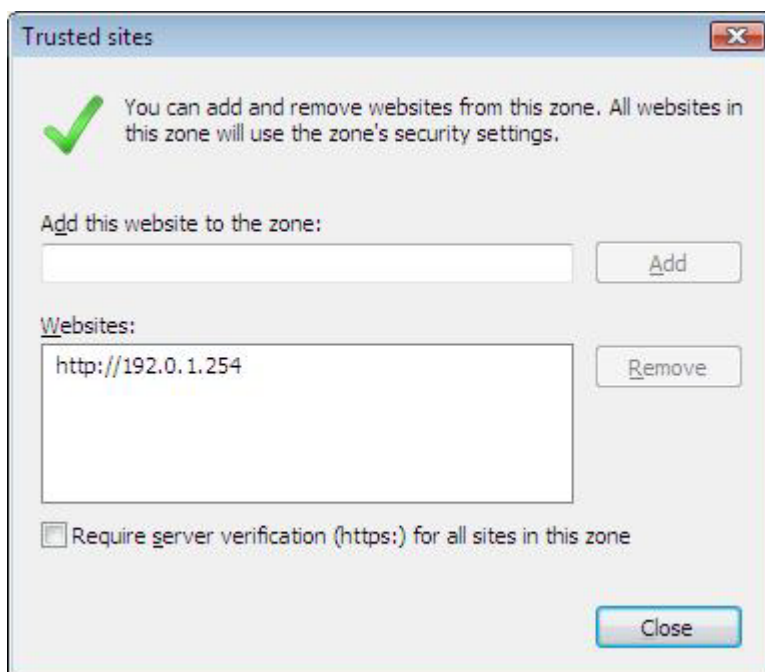 Trusted sites
You can add and remove websites from this zone. All websites in
this zone will use the zone's security settings.
Add this website to the zone:
Add
Websites:
http://192.0.1.254
Remove
Require server verification (https:) for all sites in this zone
Close